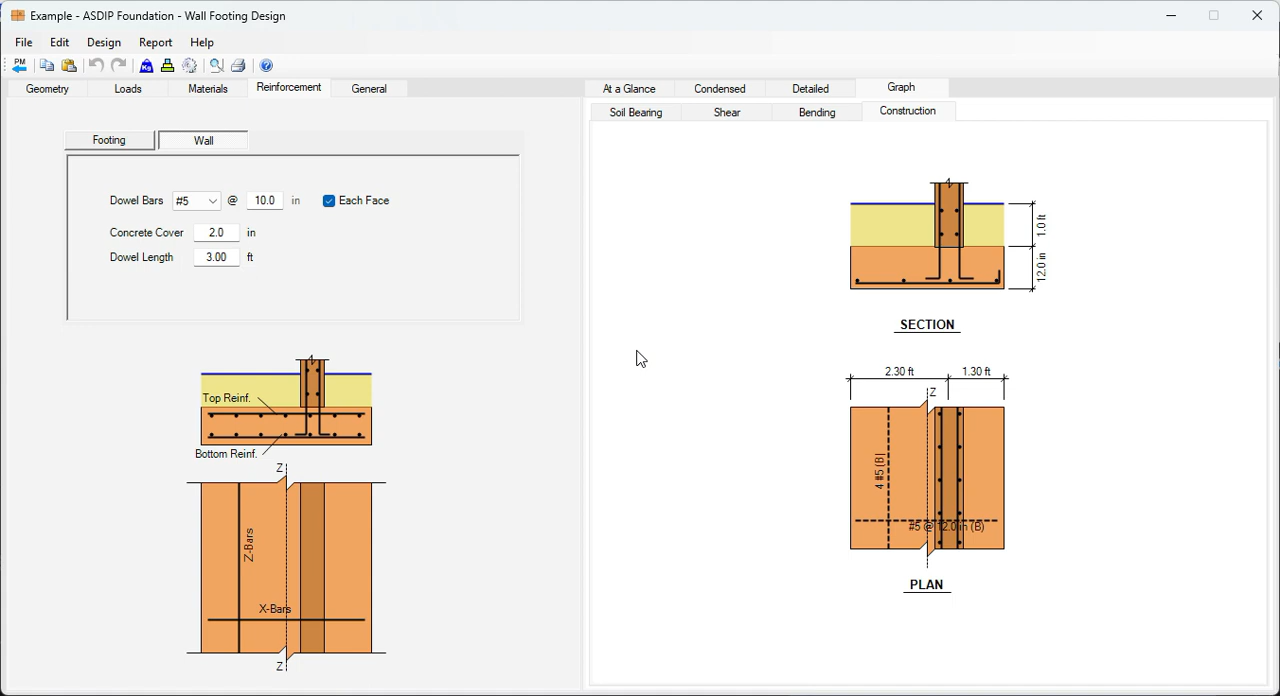 Example - ASDIP Foundation - Wall Footing Design
File Edit Design Report Help
PM
Kg
Geometry Loads Materials Reinforcement General
At a Glance Condensed Detailed Graph
Soil Bearing Shear Bending Construction
Footing Wall
Dowel Bars #5 @ 10.0 in Each Face
Concrete Cover 2.0 in
Dowel Length 3.00 ft
Top Reinf.
Bottom Reinf.
Z
Z-Bars
X-Bars
Z
1.0 ft
12.0 in
SECTION
2.30 ft 1.30 ft
Z
4 #5 (B)
#5 @ 12.0 in (B)
PLAN